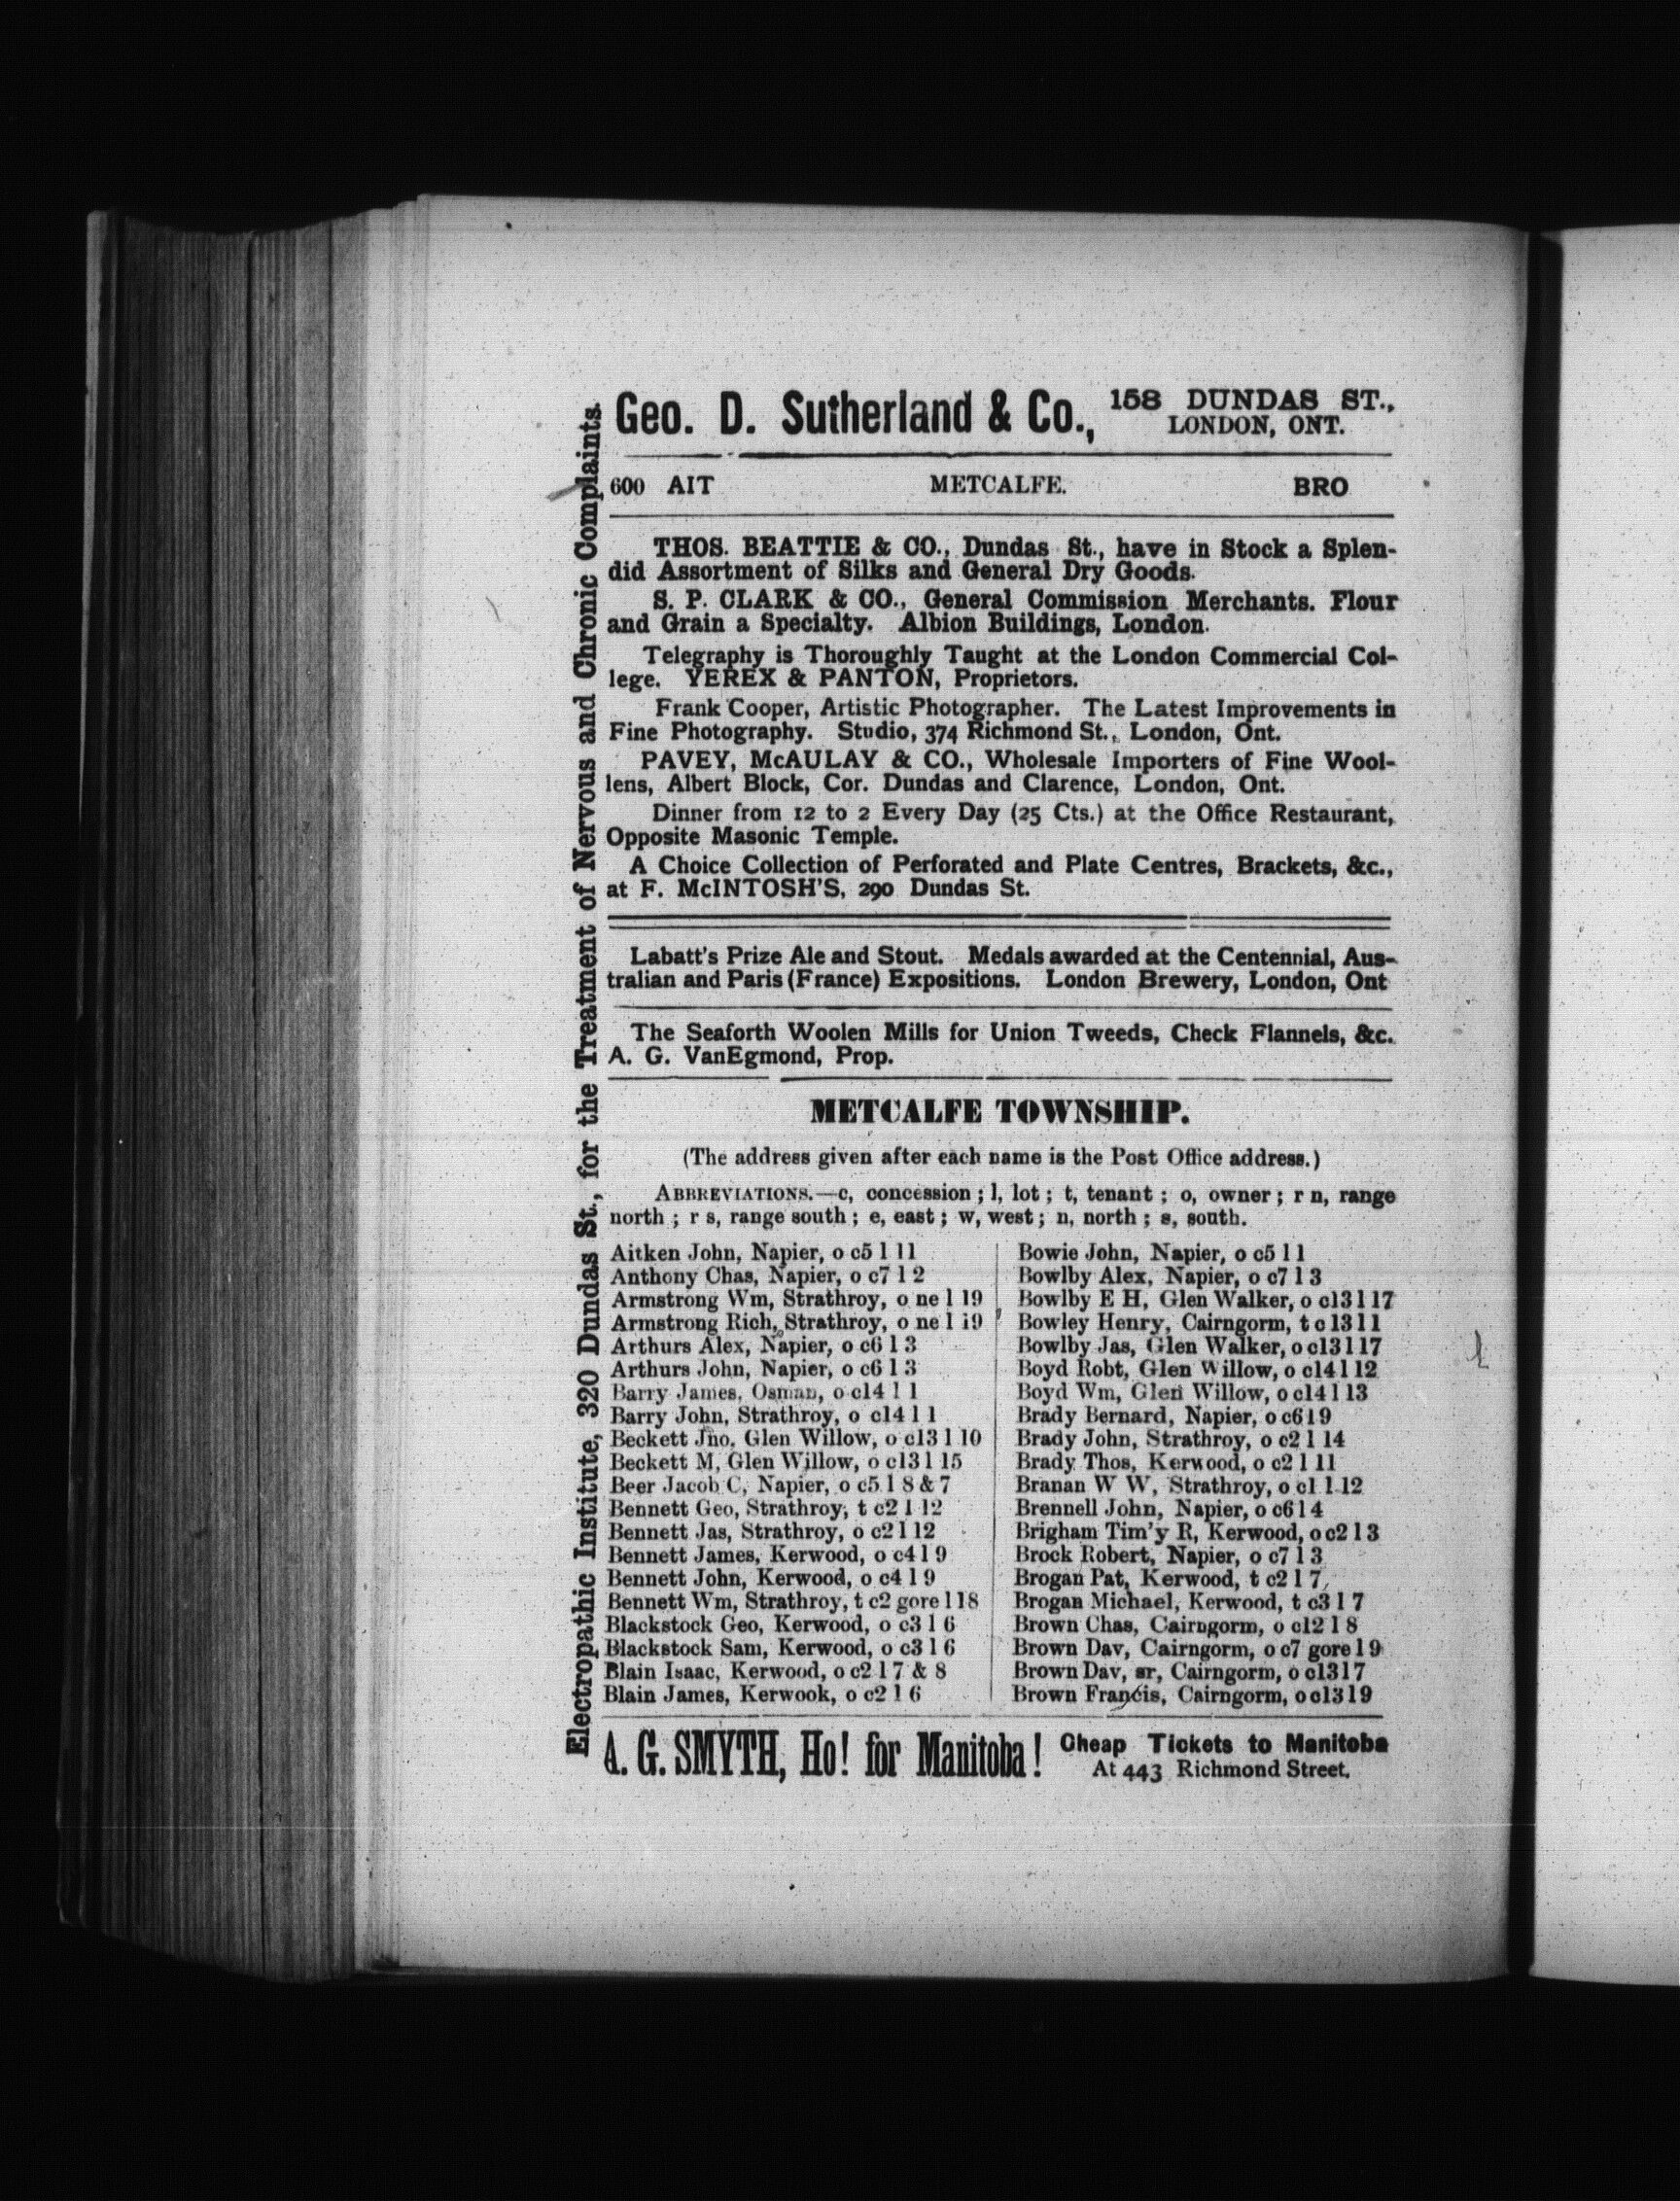 Geo. D. Sutherland & Co., 158 DUNDAS ST.,
LONDON, ONT.
600 AIT METCALFE. BRO
THOS. BEATTIE & CO., Dundas St., have in Stock a Splen-
did Assortment of Silks and General Dry Goods.
S. P. CLARK & CO., General Commission Merchants. Flour
and Grain a Specialty. Albion Buildings, London.
Telegraphy is Thoroughly Taught at the London Commercial Col-
lege. YEREX & PANTON, Proprietors.
Frank Cooper, Artistic Photographer. The Latest Improvements in
Fine Photography. Studio, 374 Richmond St., London, Ont.
PAVEY, McAULAY & CO., Wholesale Importers of Fine Wool-
lens, Albert Block, Cor. Dundas and Clarence, London, Ont.
Dinner from 12 to 2 Every Day (25 Cts.) at the Office Restaurant,
Opposite Masonic Temple.
A Choice Collection of Perforated and Plate Centres, Brackets, &c.,
at F. McINTOSH'S, 290 Dundas St.
Labatt's Prize Ale and Stout. Medals awarded at the Centennial, Aus-
tralian and Paris (France) Expositions. London Brewery, London, Ont
The Seaforth Woolen Mills for Union Tweeds, Check Flannels, &c.
A. G. VanEgmond, Prop.
METCALFE TOWNSHIP.
(The address given after each name is the Post Office address.)
ABBREVIATIONS.—c, concession; l, lot; t, tenant; o, owner; r n, range
north; r s, range south; e, east; w, west; n, north; s, south.
Aitken John, Napier, o c5 l 11
Anthony Chas, Napier, o c7 l 2
Armstrong Wm, Strathroy, o ne l 19
Armstrong Rich, Strathroy, o ne l 19
Arthurs Alex, Napier, o c6 l 3
Arthurs John, Napier, o c6 l 3
Barry James, Osman, o c14 l 1
Barry John, Strathroy, o c14 l 1
Beckett Jno, Glen Willow, o c13 l 10
Beckett M, Glen Willow, o c13 l 15
Beer Jacob C, Napier, o c5 l 8 & 7
Bennett Geo, Strathroy, t c2 l 12
Bennett Jas, Strathroy, o c2 l 12
Bennett James, Kerwood, o c4 l 9
Bennett John, Kerwood, o c4 l 9
Bennett Wm, Strathroy, t c2 gore l 18
Blackstock Geo, Kerwood, o c3 l 6
Blackstock Sam, Kerwood, o c3 l 6
Blain Isaac, Kerwood, o c2 l 7 & 8
Blain James, Kerwook, o c2 l 6
Bowie John, Napier, o c5 l 1
Bowlby Alex, Napier, o c7 l 3
Bowlby E H, Glen Walker, o c13 l 17
Bowley Henry, Cairngorm, t c 13 l 1
Bowlby Jas, Glen Walker, o c13 l 17
Boyd Robt, Glen Willow, o c14 l 12
Boyd Wm, Glen Willow, o c14 l 13
Brady Bernard, Napier, o c6 l 9
Brady John, Strathroy, o c2 l 14
Brady Thos, Kerwood, o c2 l 11
Branan W W, Strathroy, o c1 l 12
Brennell John, Napier, o c6 l 4
Brigham Tim'y R, Kerwood, o c2 l 3
Brock Robert, Napier, o c7 l 3
Brogan Pat, Kerwood, t c2 l 7
Brogan Michael, Kerwood, t c3 l 7
Brown Chas, Cairngorm, o c12 l 8
Brown Dav, Cairngorm, o c7 gore l 9
Brown Dav, sr, Cairngorm, o c13 l 7
Brown Francis, Cairngorm, o c13 l 9
A. G. SMYTH, Ho! for Manitoba! Cheap Tickets to Manitoba
At 443 Richmond Street.
Electropathic Institute, 320 Dundas St., for the Treatment of Nervous and Chronic Complaints.